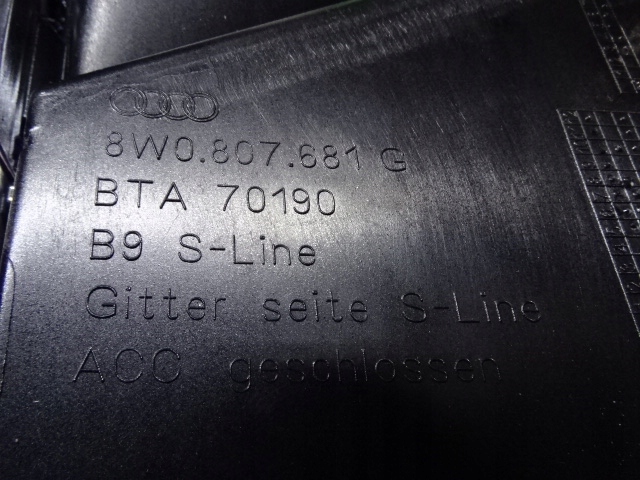 8W0.807.681 G
BTA 70190
B9 S-Line
Gitter seite S-Line
ACC geschlossen